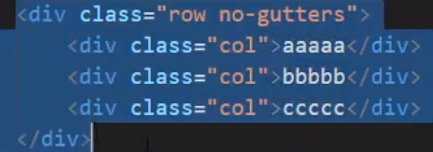 <div class="row no-gutters">
    <div class="col">aaaaa</div>
    <div class="col">bbbbb</div>
    <div class="col">ccccc</div>
</div>